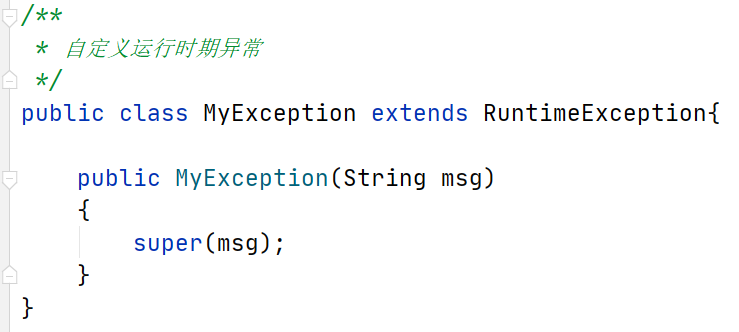 /**
 * 自定义运行时期异常
 */
public class MyException extends RuntimeException{
    public MyException(String msg)
    {
        super(msg);
    }
}